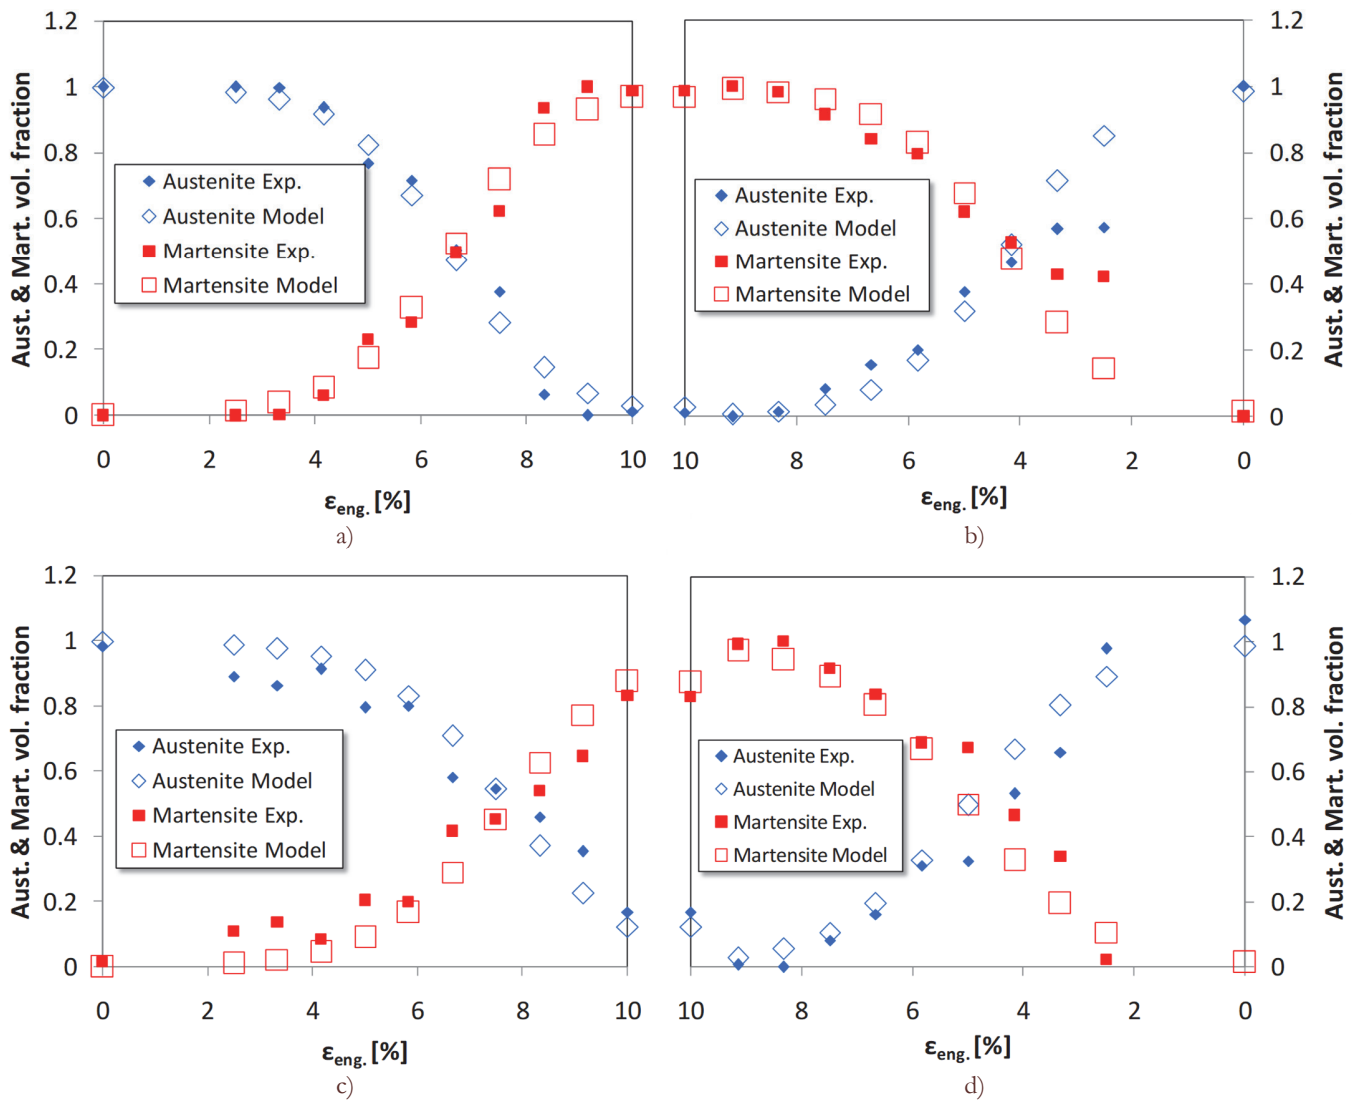 Aust. & Mart. vol. fraction
1.2
1
0.8
0.6
0.4
0.2
0
Austenite Exp.
Austenite Model
Martensite Exp.
Martensite Model
0 2 4 6 8 10
εeng. [%]
a)
Austenite Exp.
Austenite Model
Martensite Exp.
Martensite Model
1.2
1
0.8
0.6
0.4
0.2
0
Aust. & Mart. vol. fraction
10 8 6 4 2 0
εeng. [%]
b)
Aust. & Mart. vol. fraction
1.2
1
0.8
0.6
0.4
0.2
0
Austenite Exp.
Austenite Model
Martensite Exp.
Martensite Model
0 2 4 6 8 10
εeng. [%]
c)
Austenite Exp.
Austenite Model
Martensite Exp.
Martensite Model
1.2
1
0.8
0.6
0.4
0.2
0
Aust. & Mart. vol. fraction
10 8 6 4 2 0
εeng. [%]
d)